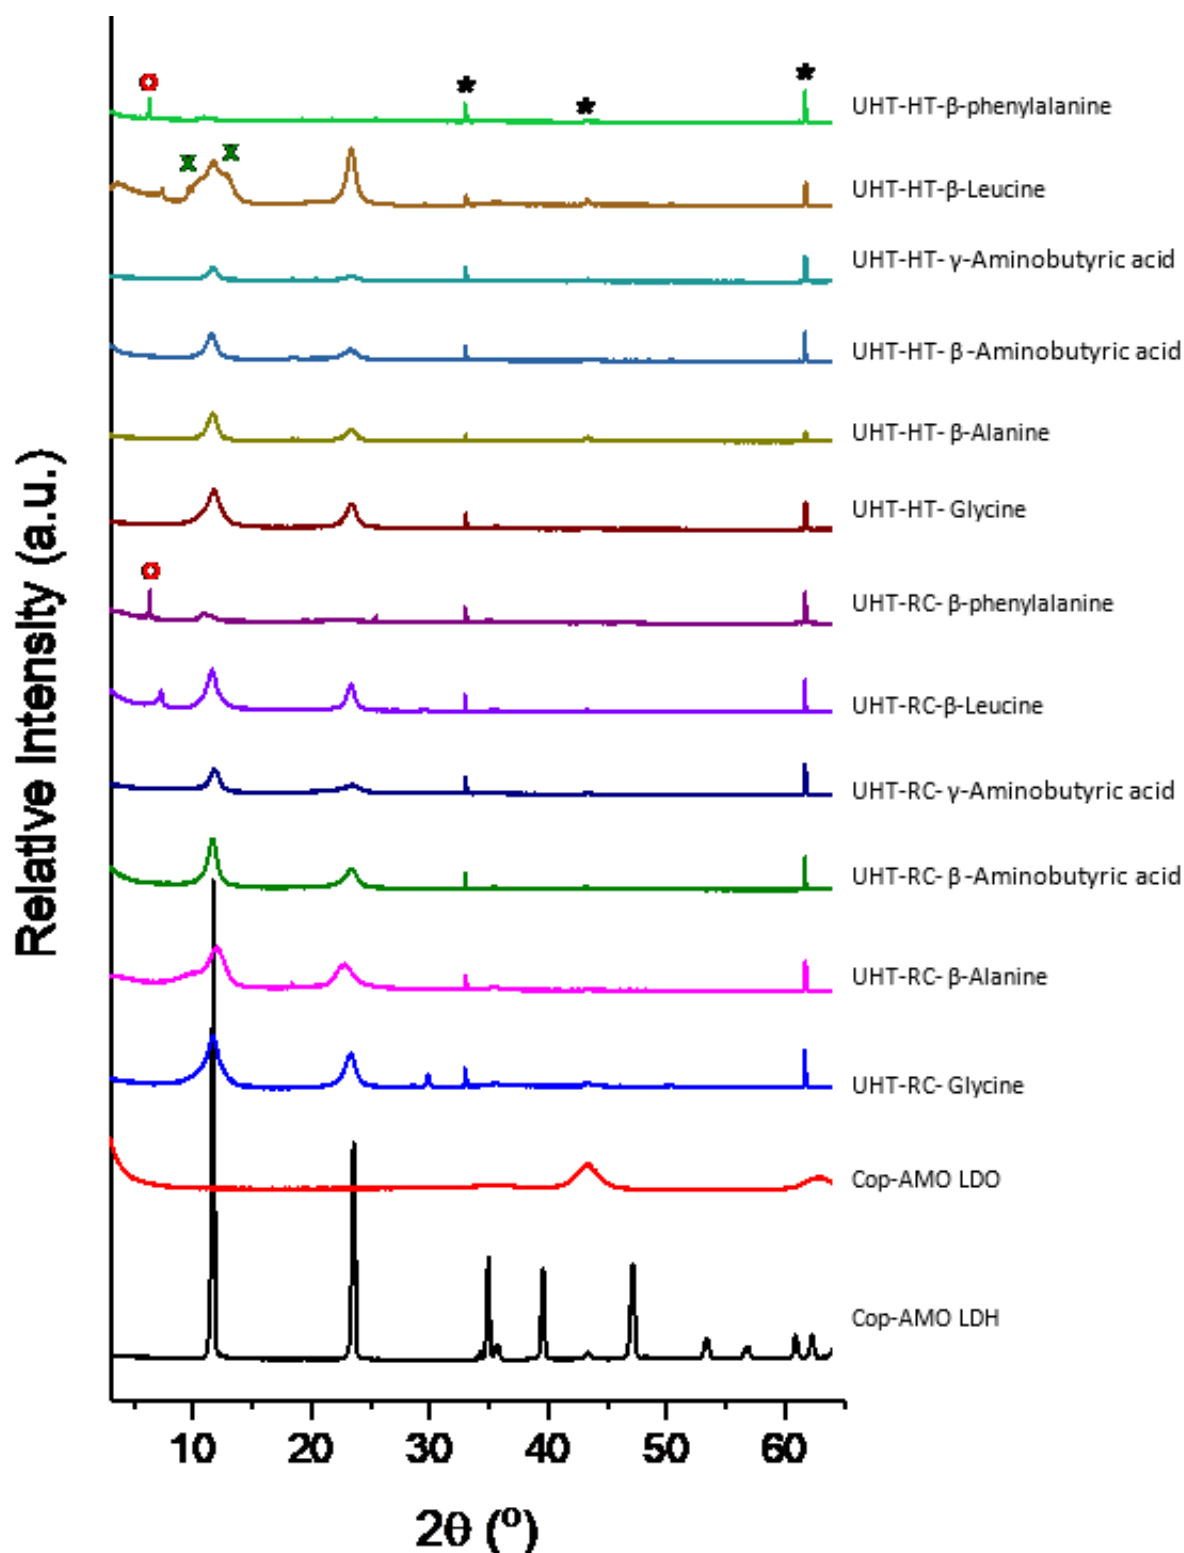 UHT-HT-β-phenylalanine
UHT-HT-β-Leucine
UHT-HT- γ-Aminobutyric acid
UHT-HT- β -Aminobutyric acid
UHT-HT- β-Alanine
UHT-HT- Glycine
UHT-RC- β-phenylalanine
UHT-RC-β-Leucine
UHT-RC- γ-Aminobutyric acid
UHT-RC- β -Aminobutyric acid
UHT-RC- β-Alanine
UHT-RC- Glycine
Cop-AMO LDO
Cop-AMO LDH
Relative Intensity (a.u.)
10 20 30 40 50 60
2θ (º)